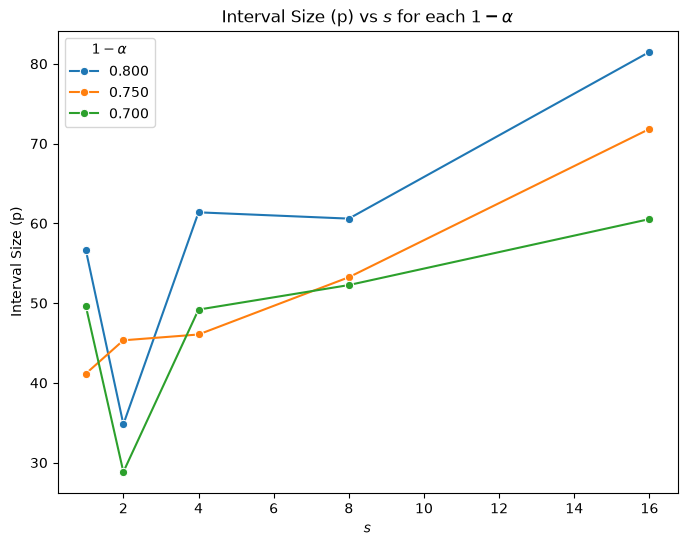 Interval Size (p) vs s for each 1 − α
1 − α
0.800
0.750
0.700
Interval Size (p)
80
70
60
50
40
30
2 4 6 8 10 12 14 16
s